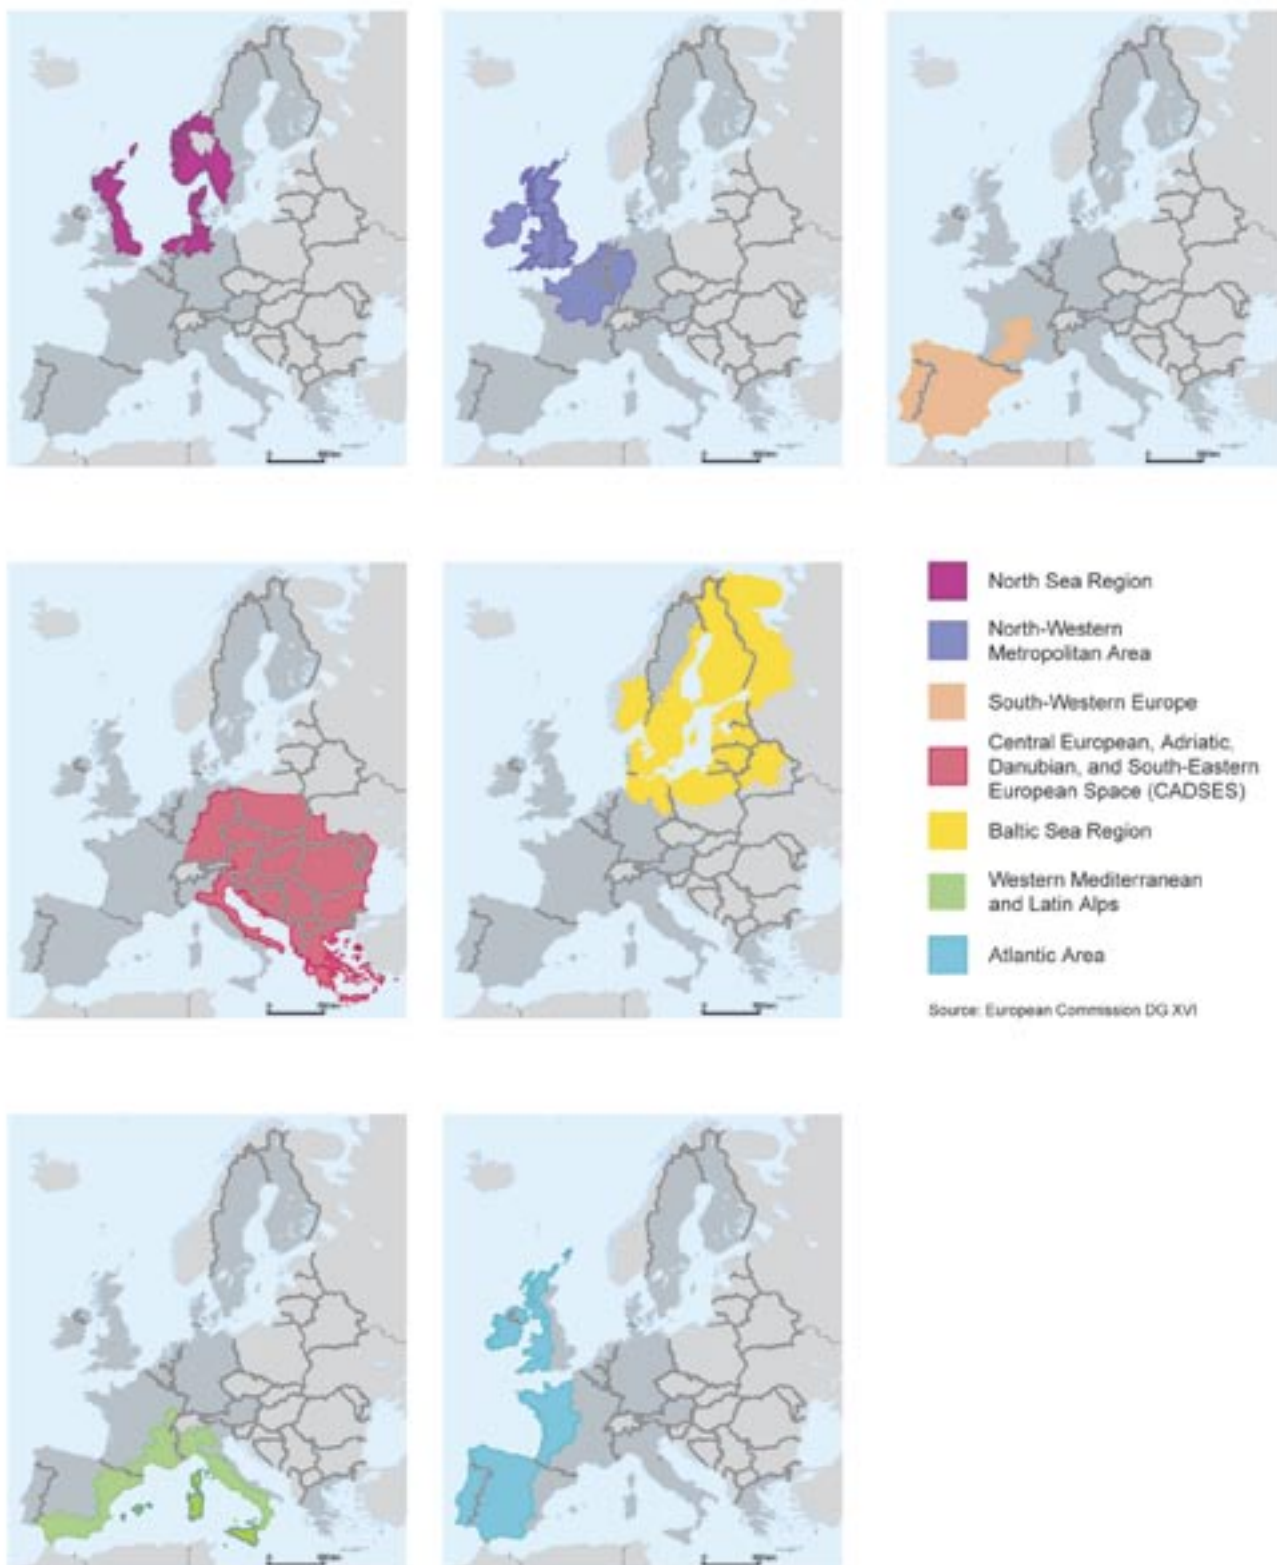 North Sea Region
North-Western
Metropolitan Area
South-Western Europe
Central European, Adriatic,
Danubian, and South-Eastern
European Space (CADSES)
Baltic Sea Region
Western Mediterranean
and Latin Alps
Atlantic Area
Source: European Commission DG XVI